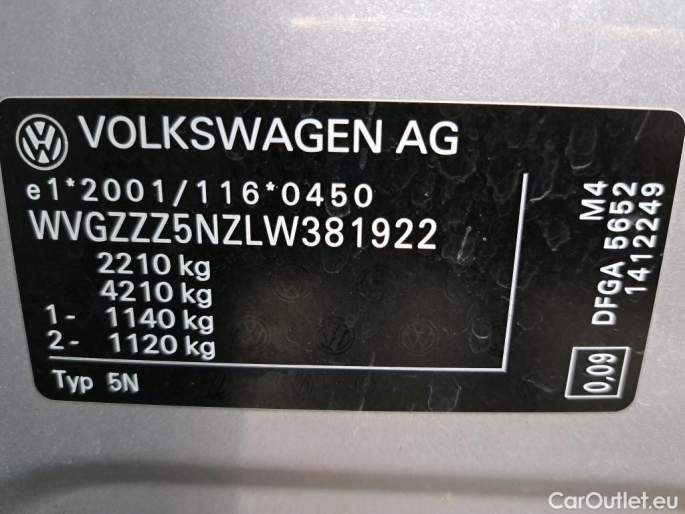 VOLKSWAGEN AG
e1*2001/116*0450
WVGZZZ5NZLW381922
2210 kg
4210 kg
1- 1140 kg
2- 1120 kg
Typ 5N
M4
DFGA 5652
1412249
0,09
CarOutlet.eu